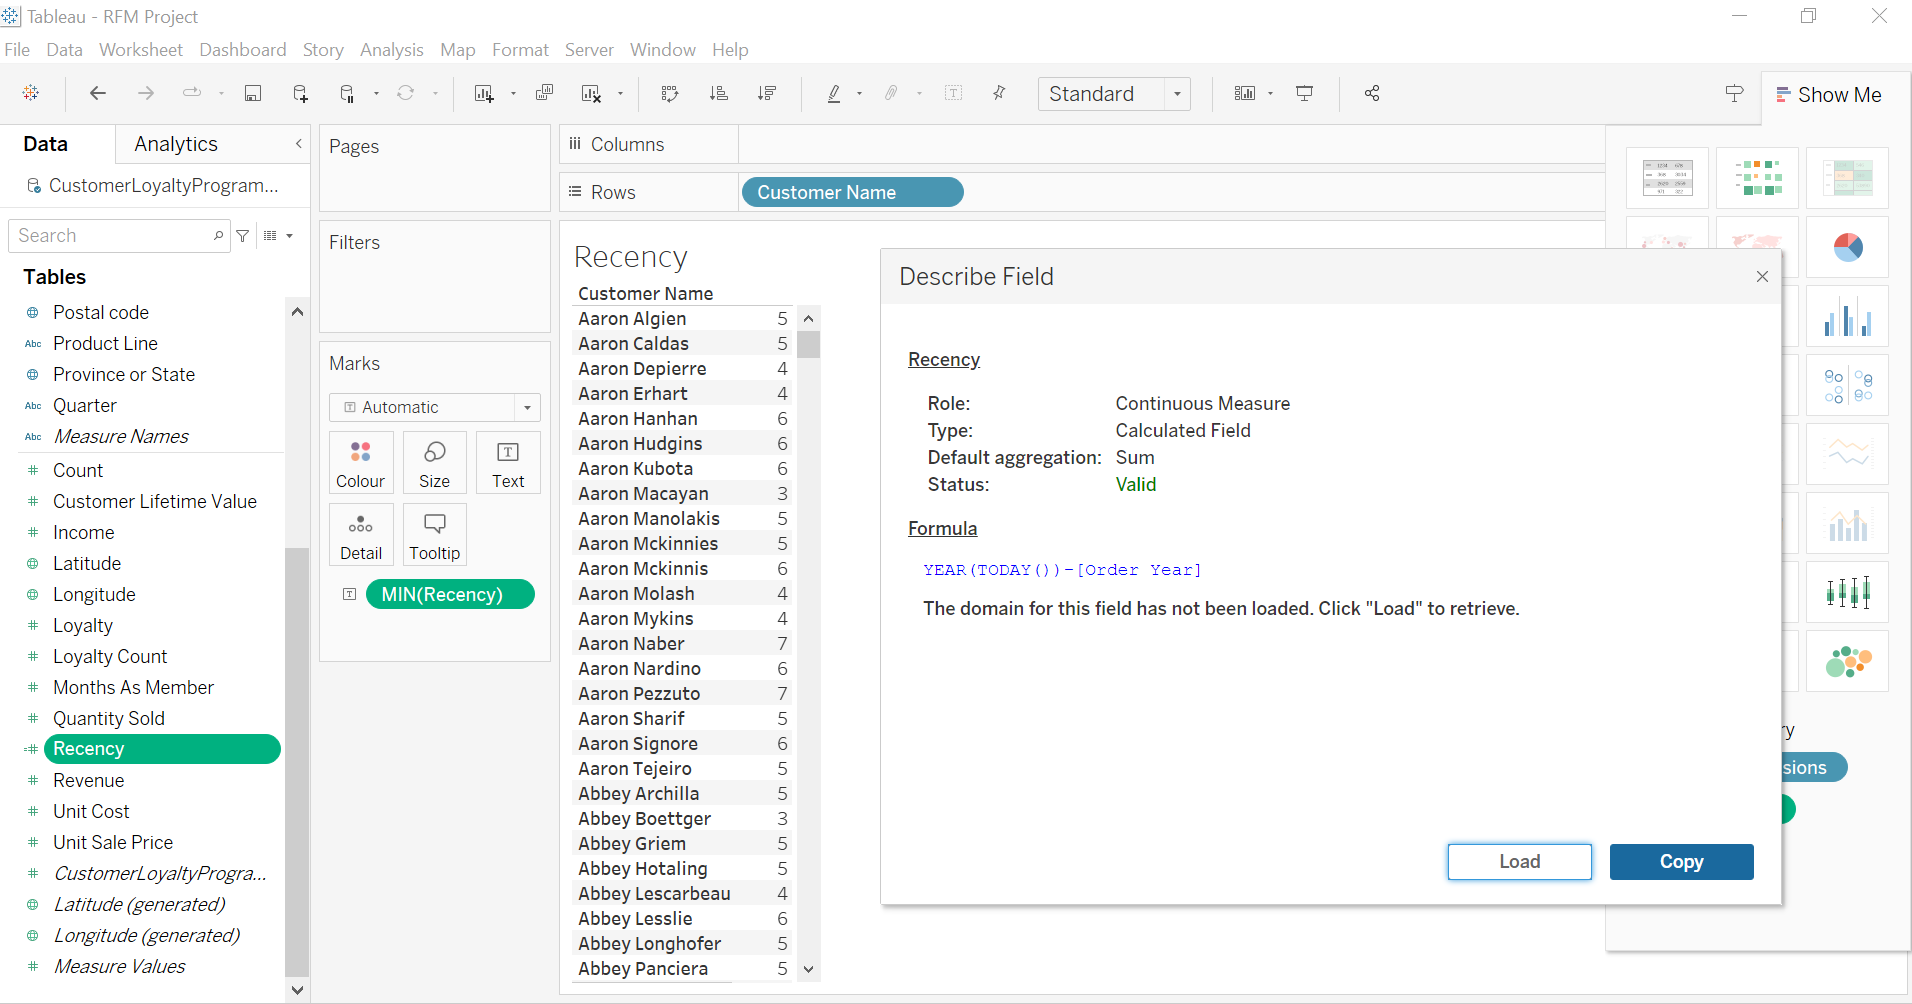 Tableau - RFM Project
File Data Worksheet Dashboard Story Analysis Map Format Server Window Help
Standard
Show Me
Data
Analytics
CustomerLoyaltyProgram...
Search
Tables
Postal code
Abc Product Line
Province or State
Abc Quarter
Abc Measure Names
Count
Customer Lifetime Value
Income
Latitude
Longitude
Loyalty
Loyalty Count
Months As Member
Quantity Sold
Recency
Revenue
Unit Cost
Unit Sale Price
CustomerLoyaltyProgra...
Latitude (generated)
Longitude (generated)
Measure Values
Pages
Filters
Marks
Automatic
Colour Size Text
Detail Tooltip
MIN(Recency)
Columns
Rows
Customer Name
Recency
Customer Name
Aaron Algien 5
Aaron Caldas 5
Aaron Depierre 4
Aaron Erhart 4
Aaron Hanhan 6
Aaron Hudgins 6
Aaron Kubota 6
Aaron Macayan 3
Aaron Manolakis 5
Aaron Mckinnies 5
Aaron Mckinnis 6
Aaron Molash 4
Aaron Mykins 4
Aaron Naber 7
Aaron Nardino 6
Aaron Pezzuto 7
Aaron Sharif 5
Aaron Signore 6
Aaron Tejeiro 5
Abbey Archilla 5
Abbey Boettger 3
Abbey Griem 5
Abbey Hotaling 5
Abbey Lescarbeau 4
Abbey Lesslie 6
Abbey Longhofer 5
Abbey Panciera 5
Describe Field
Recency
Role: Continuous Measure
Type: Calculated Field
Default aggregation: Sum
Status: Valid
Formula
YEAR(TODAY())-[Order Year]
The domain for this field has not been loaded. Click "Load" to retrieve.
Load
Copy
ry
sions